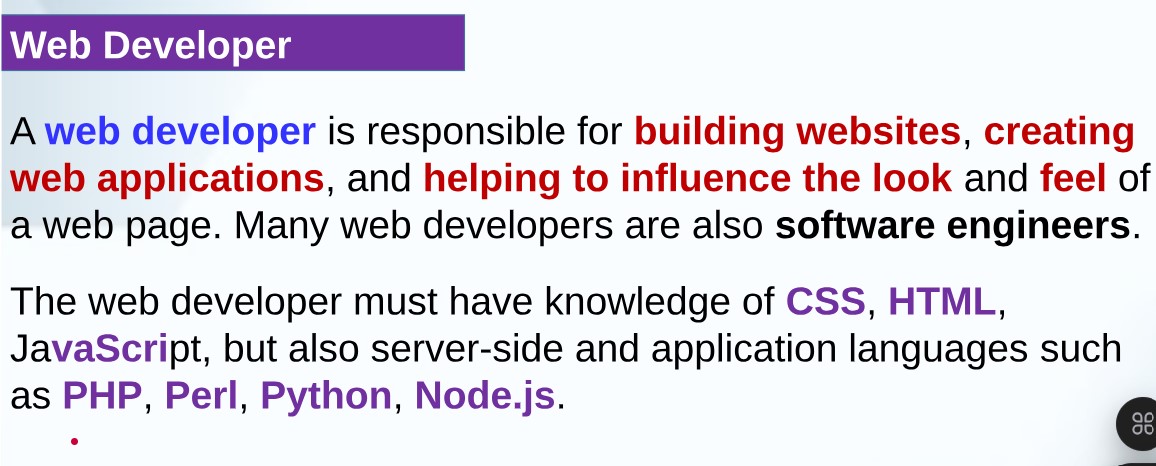 Web Developer
A web developer is responsible for building websites, creating
web applications, and helping to influence the look and feel of
a web page. Many web developers are also software engineers.
The web developer must have knowledge of CSS, HTML,
JavaScript, but also server-side and application languages such
as PHP, Perl, Python, Node.js.